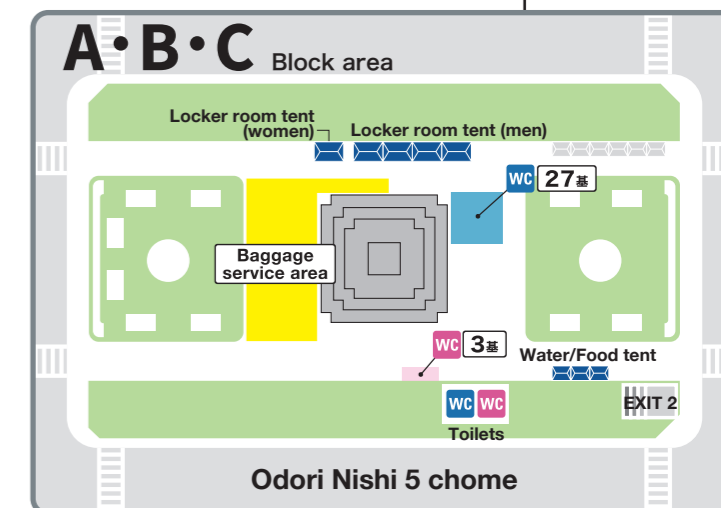 A・B・C Block area
Locker room tent
(women)
Locker room tent (men)
WC 27基
Baggage
service area
WC 3基
Water/Food tent
WC WC
EXIT 2
Toilets
Odori Nishi 5 chome